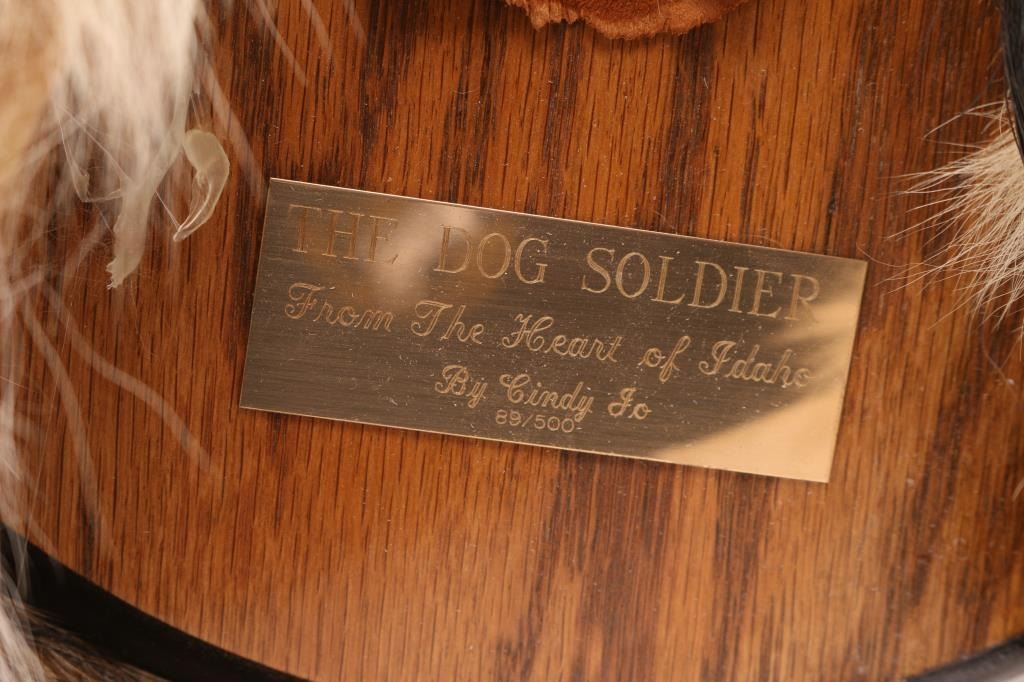 THE DOG SOLDIER
From The Heart of Idaho
By Cindy Jo
89/500